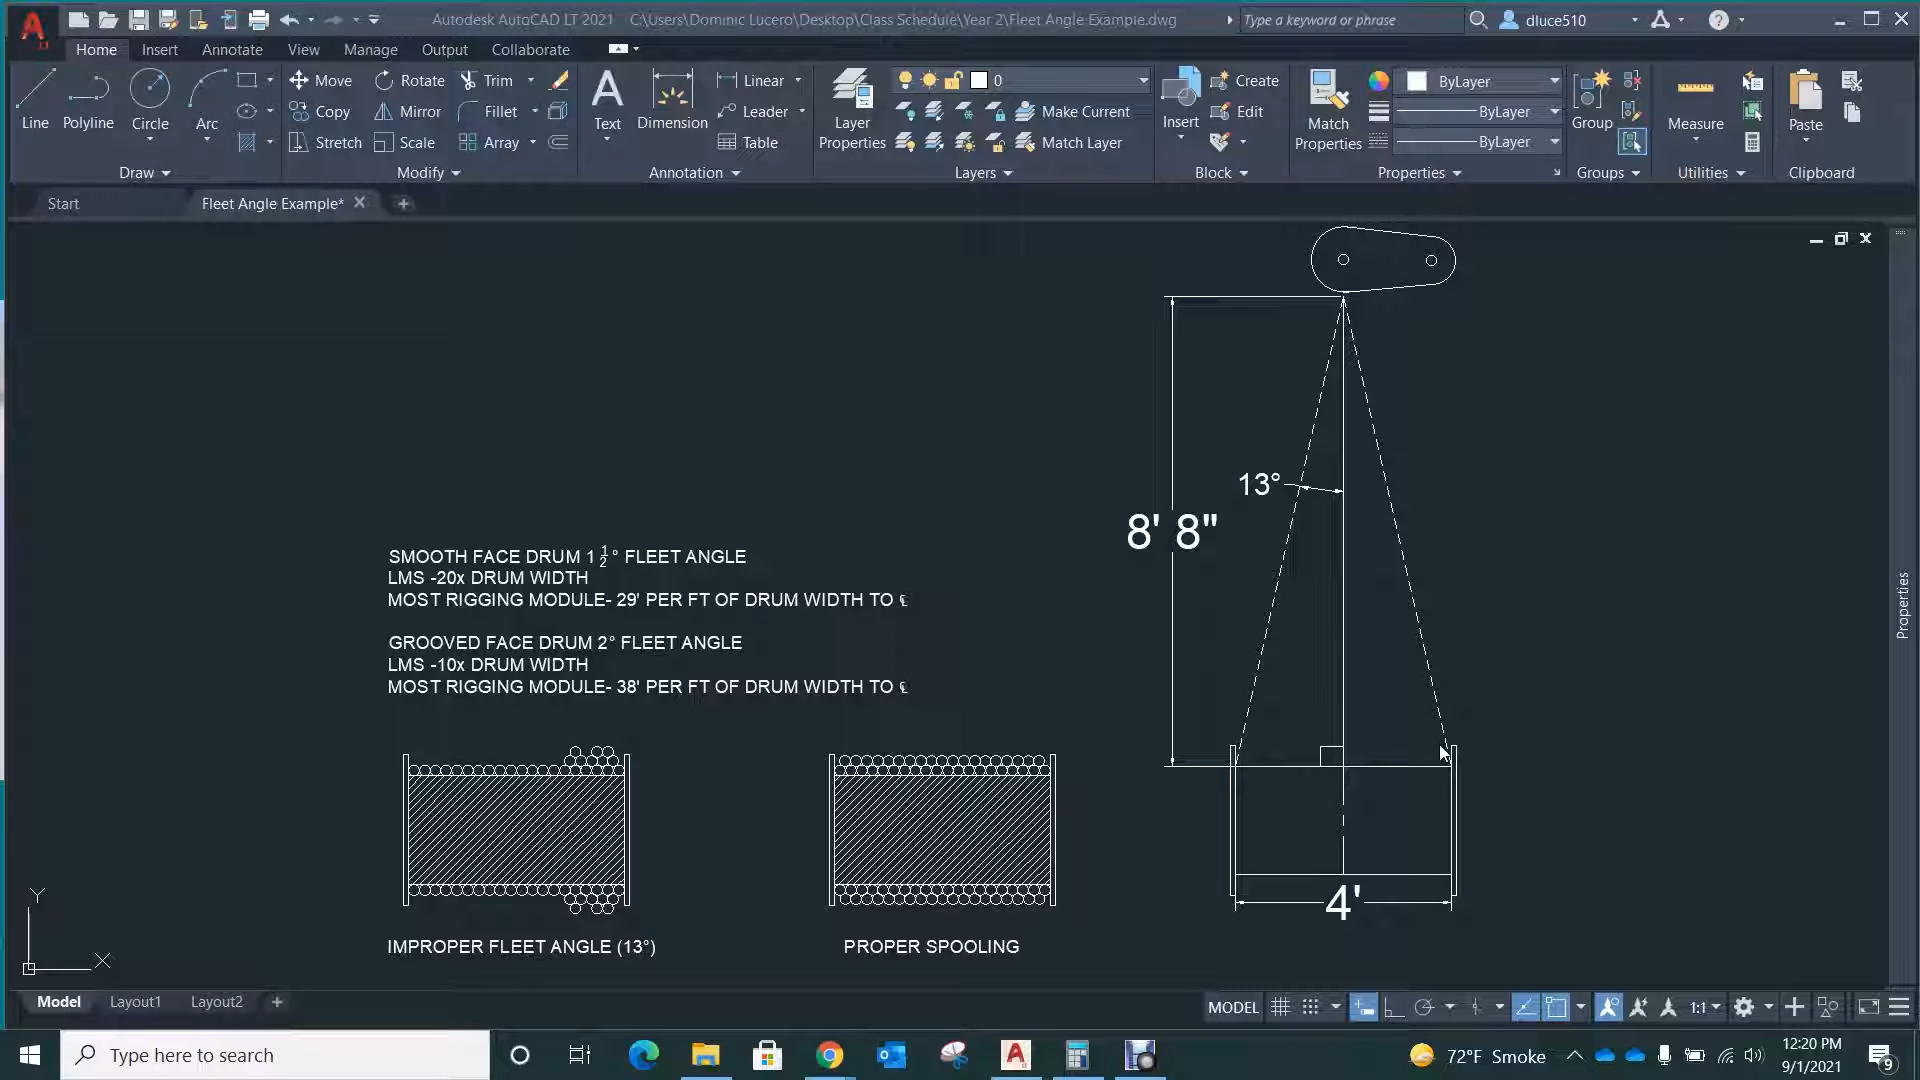 Autodesk AutoCAD LT 2021 C:\Users\Dominic Lucero\Desktop\Class Schedule\Year 2\Fleet Angle Example.dwg
Type a keyword or phrase
dluce510
Home Insert Annotate View Manage Output Collaborate
Line
Polyline
Circle
Arc
Draw
Move Rotate Trim
Copy Mirror Fillet
Stretch Scale Array
Modify
Text
Dimension
Linear
Leader
Table
Annotation
Layer
Properties
0
Make Current
Match Layer
Layers
Insert
Create
Edit
Block
Match
Properties
ByLayer
ByLayer
ByLayer
Properties
Group
Groups
Measure
Utilities
Paste
Clipboard
Start
Fleet Angle Example*
13°
8' 8"
SMOOTH FACE DRUM 1 1/2° FLEET ANGLE
LMS -20x DRUM WIDTH
MOST RIGGING MODULE- 29' PER FT OF DRUM WIDTH TO ℄
GROOVED FACE DRUM 2° FLEET ANGLE
LMS -10x DRUM WIDTH
MOST RIGGING MODULE- 38' PER FT OF DRUM WIDTH TO ℄
4'
IMPROPER FLEET ANGLE (13°)
PROPER SPOOLING
Y
X
Properties
Model Layout1 Layout2
MODEL
1:1
Type here to search
72°F Smoke
12:20 PM
9/1/2021
9